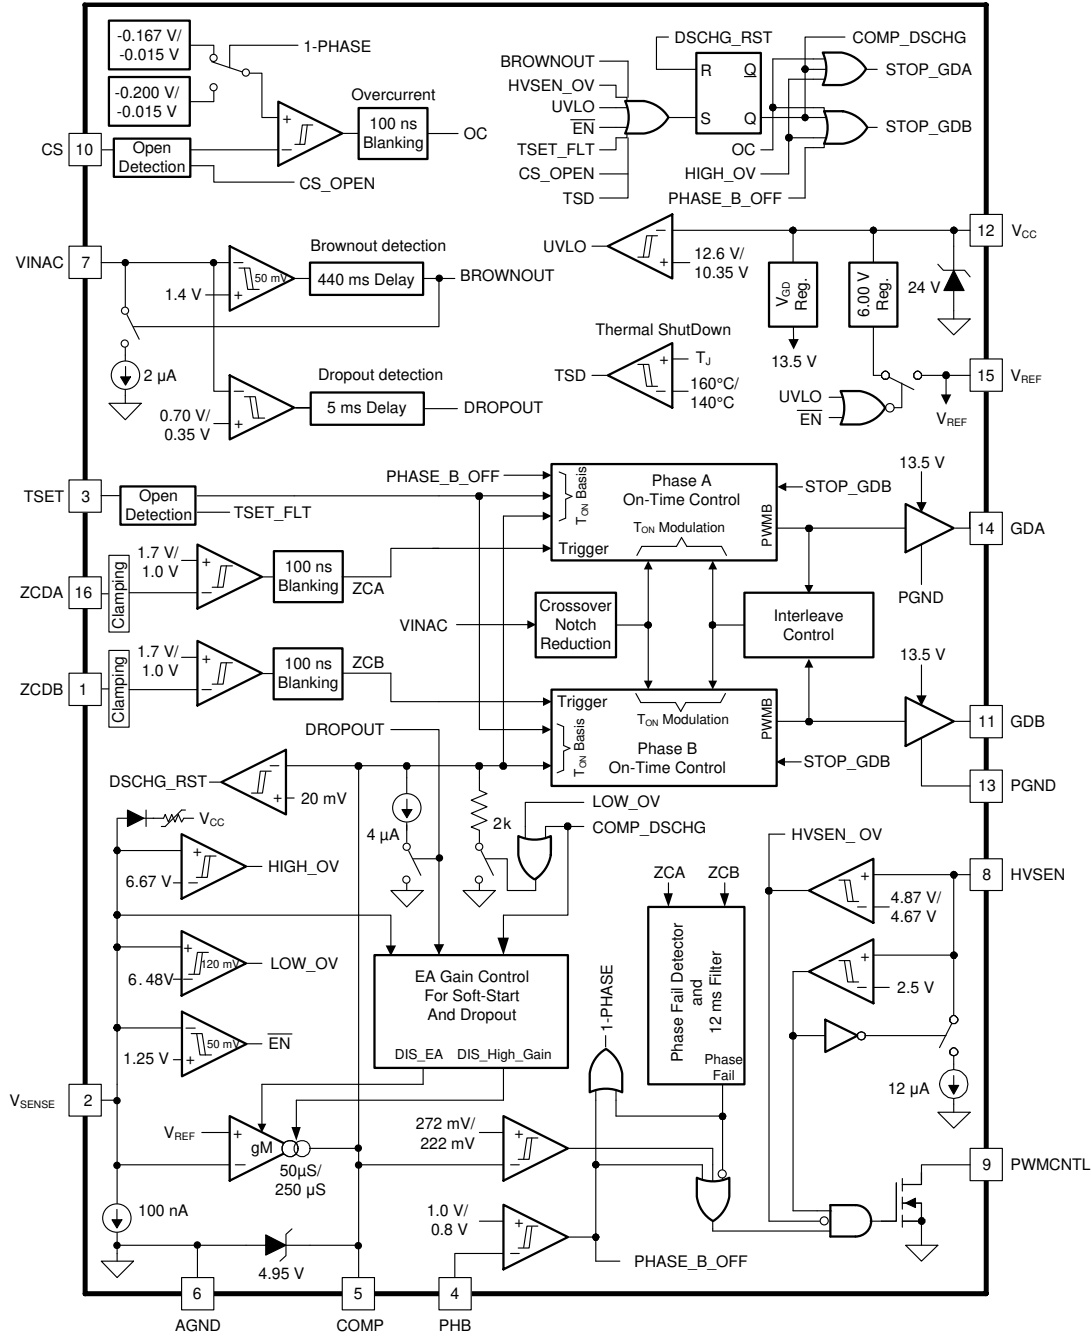 -0.167 V/
-0.015 V
1-PHASE
-0.200 V/
-0.015 V
Overcurrent
+
−
100 ns
Blanking
OC
CS
10
Open
Detection
CS_OPEN
DSCHG_RST
COMP_DSCHG
BROWNOUT
HVSEN_OV
UVLO
EN
TSET_FLT
CS_OPEN
TSD
R
Q
S
Q
STOP_GDA
STOP_GDB
OC
HIGH_OV
PHASE_B_OFF
VINAC
7
Brownout detection
−
50 mV
+
1.4 V
440 ms Delay
BROWNOUT
2 µA
Dropout detection
−
+
0.70 V/
0.35 V
5 ms Delay
DROPOUT
UVLO
−
+
12.6 V/
10.35 V
12
VCC
VGD
Reg.
6.00 V
Reg.
24 V
13.5 V
Thermal ShutDown
TSD
+
−
TJ
160°C/
140°C
15
VREF
UVLO
EN
VREF
TSET
3
Open
Detection
TSET_FLT
PHASE_B_OFF
TON Basis
Phase A
On-Time Control
TON Modulation
Trigger
PWMB
STOP_GDB
13.5 V
14
GDA
PGND
ZCDA
16
Clamping
1.7 V/
1.0 V
+
−
100 ns
Blanking
ZCA
VINAC
Crossover
Notch
Reduction
Interleave
Control
ZCDB
1
Clamping
1.7 V/
1.0 V
+
−
100 ns
Blanking
ZCB
Trigger
TON Modulation
TON Basis
Phase B
On-Time Control
PWMB
STOP_GDB
13.5 V
11
GDB
13
PGND
DROPOUT
DSCHG_RST
−
+
20 mV
4 µA
2k
LOW_OV
COMP_DSCHG
VCC
+
−
6.67 V
HIGH_OV
+
−
120 mV
6.48V
LOW_OV
−
+
50 mV
1.25 V
EN
EA Gain Control
For Soft-Start
And Dropout
DIS_EA
DIS_High_Gain
ZCA
ZCB
Phase Fail Detector
and
12 ms Filter
Phase
Fail
1-PHASE
HVSEN_OV
8
HVSEN
+
−
4.87 V/
4.67 V
+
−
2.5 V
12 µA
VSENSE
2
VREF
+
−
gM
50µS/
250 µS
272 mV/
222 mV
+
−
1.0 V/
0.8 V
+
−
PHASE_B_OFF
9
PWMCNTL
100 nA
4.95 V
6
AGND
5
COMP
4
PHB